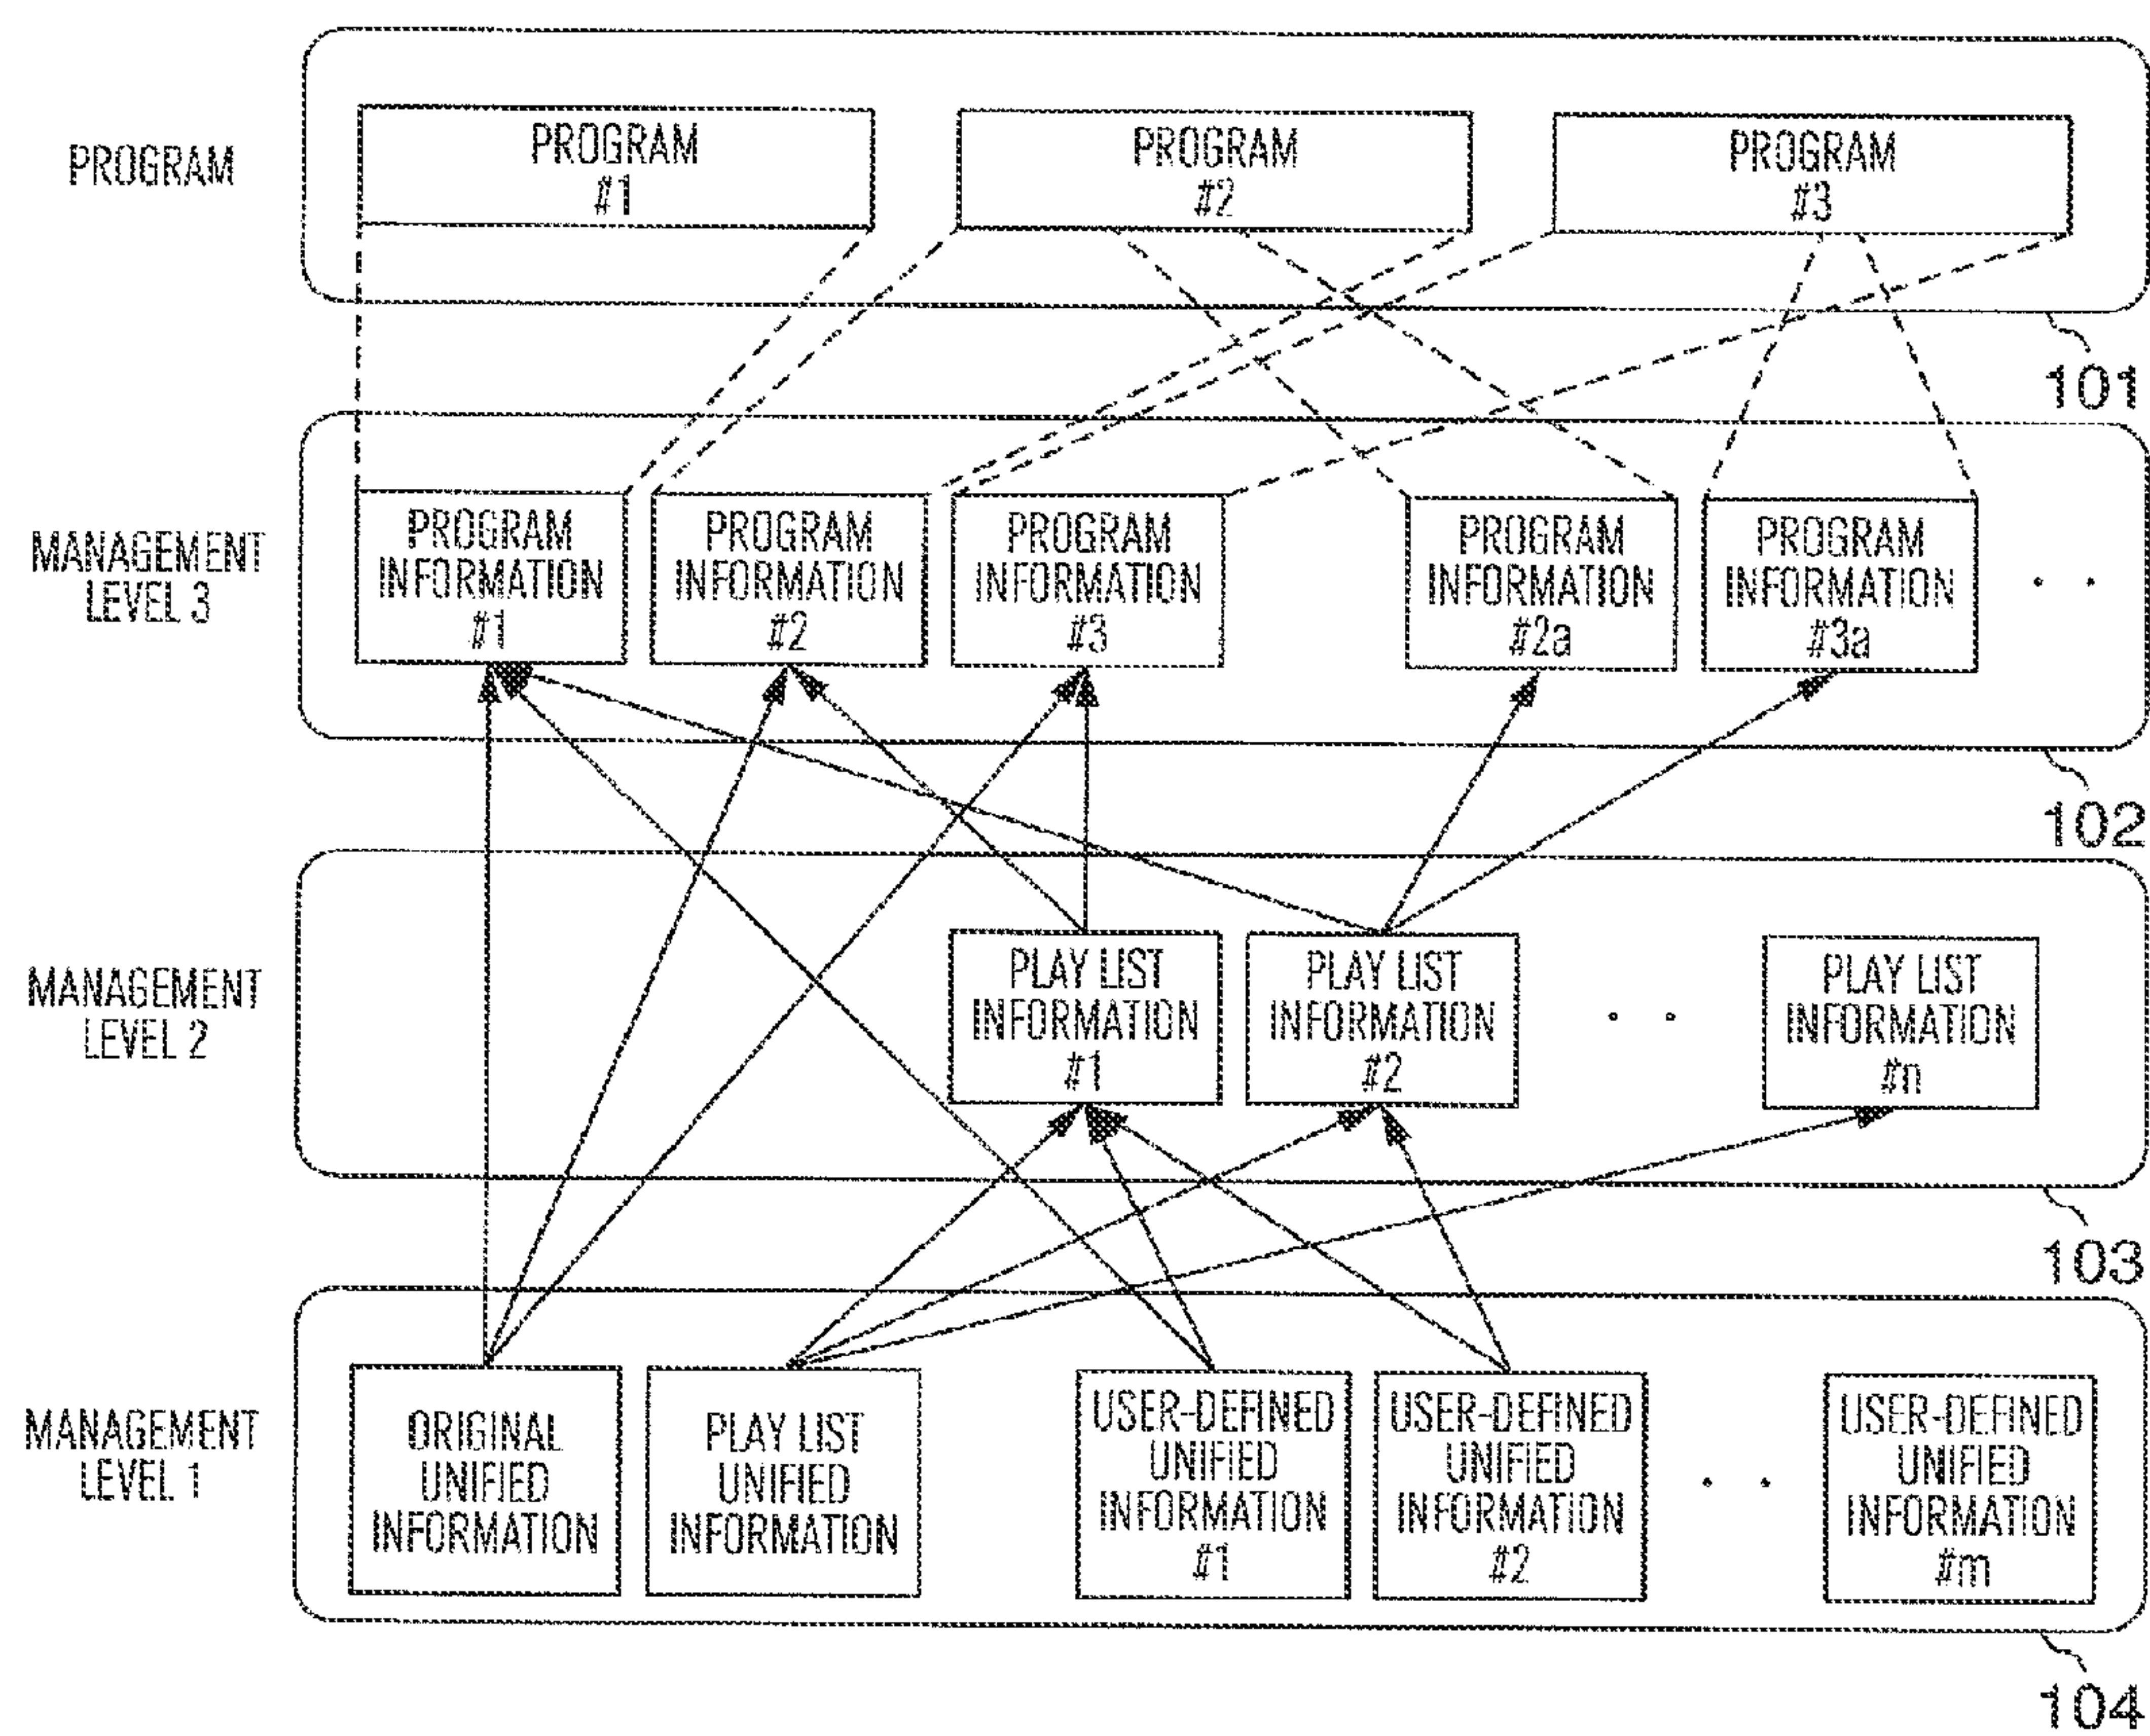 PROGRAM
PROGRAM
#1
PROGRAM
#2
PROGRAM
#3
101
MANAGEMENT
LEVEL 3
PROGRAM
INFORMATION
#1
PROGRAM
INFORMATION
#2
PROGRAM
INFORMATION
#3
PROGRAM
INFORMATION
#2a
PROGRAM
INFORMATION
#3a
102
MANAGEMENT
LEVEL 2
PLAY LIST
INFORMATION
#1
PLAY LIST
INFORMATION
#2
PLAY LIST
INFORMATION
#n
103
MANAGEMENT
LEVEL 1
ORIGINAL
UNIFIED
INFORMATION
PLAY LIST
UNIFIED
INFORMATION
USER-DEFINED
UNIFIED
INFORMATION
#1
USER-DEFINED
UNIFIED
INFORMATION
#2
USER-DEFINED
UNIFIED
INFORMATION
#m
104